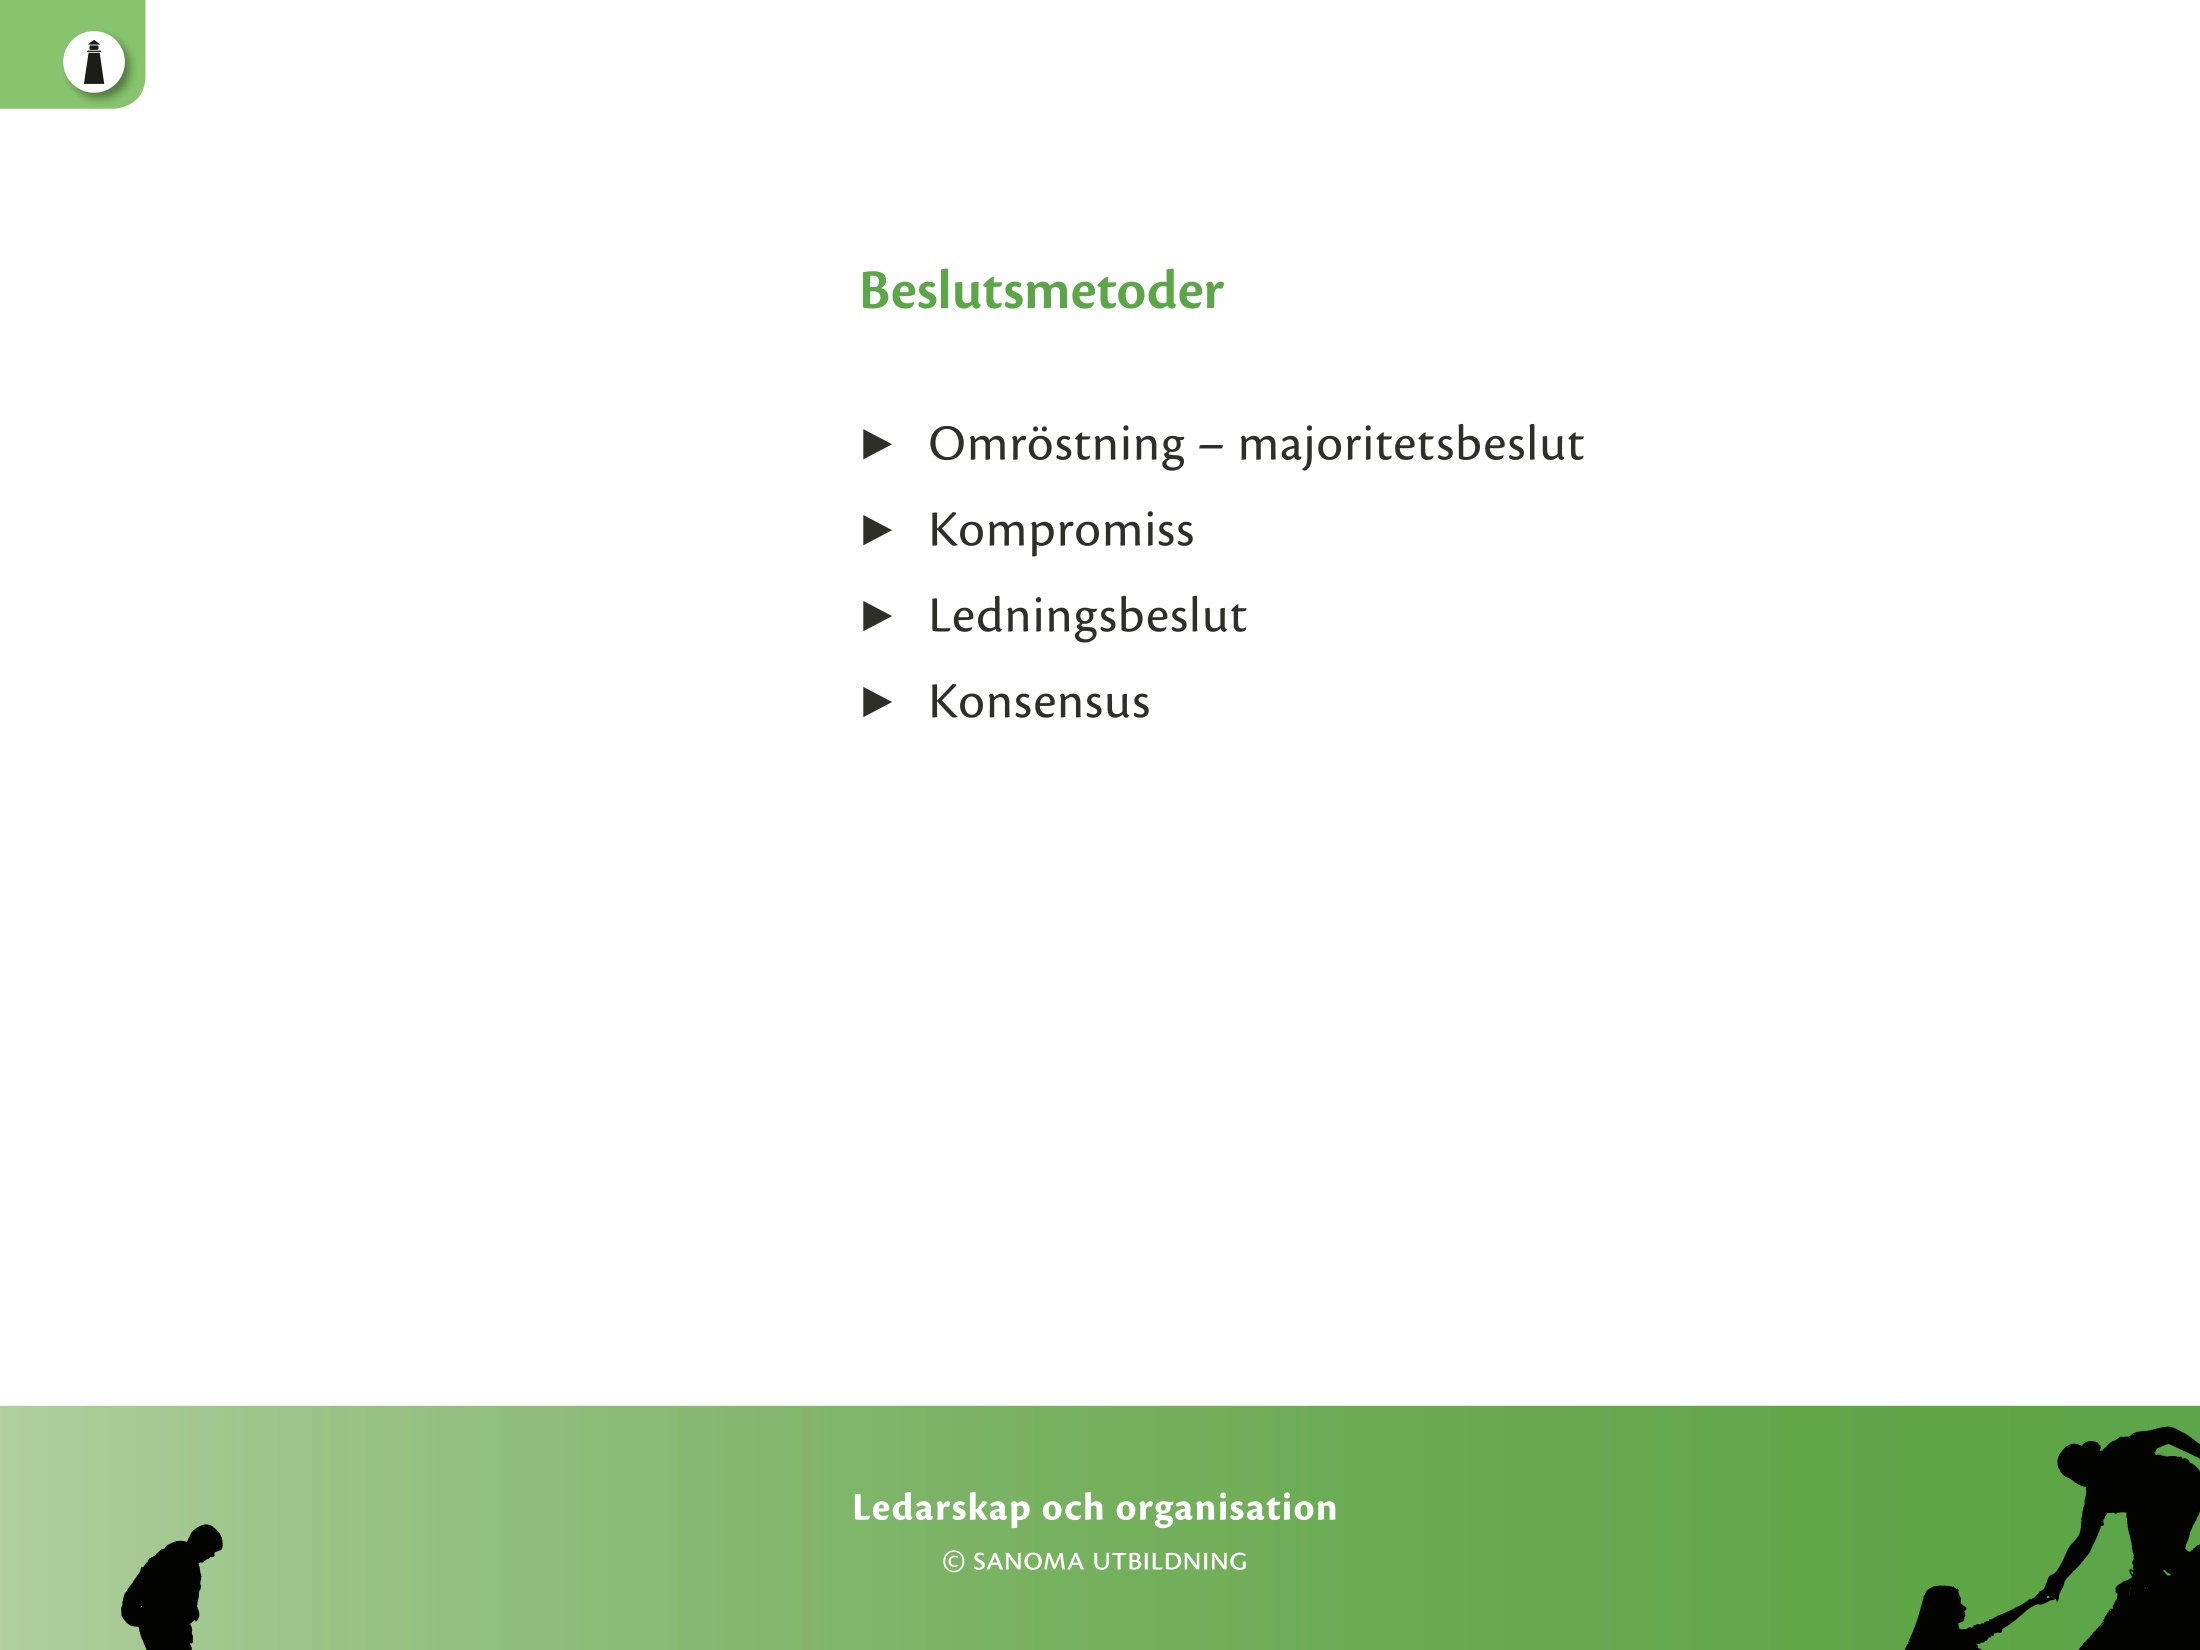 Beslutsmetoder
► Omröstning – majoritetsbeslut
► Kompromiss
► Ledningsbeslut
► Konsensus
Ledarskap och organisation
© SANOMA UTBILDNING